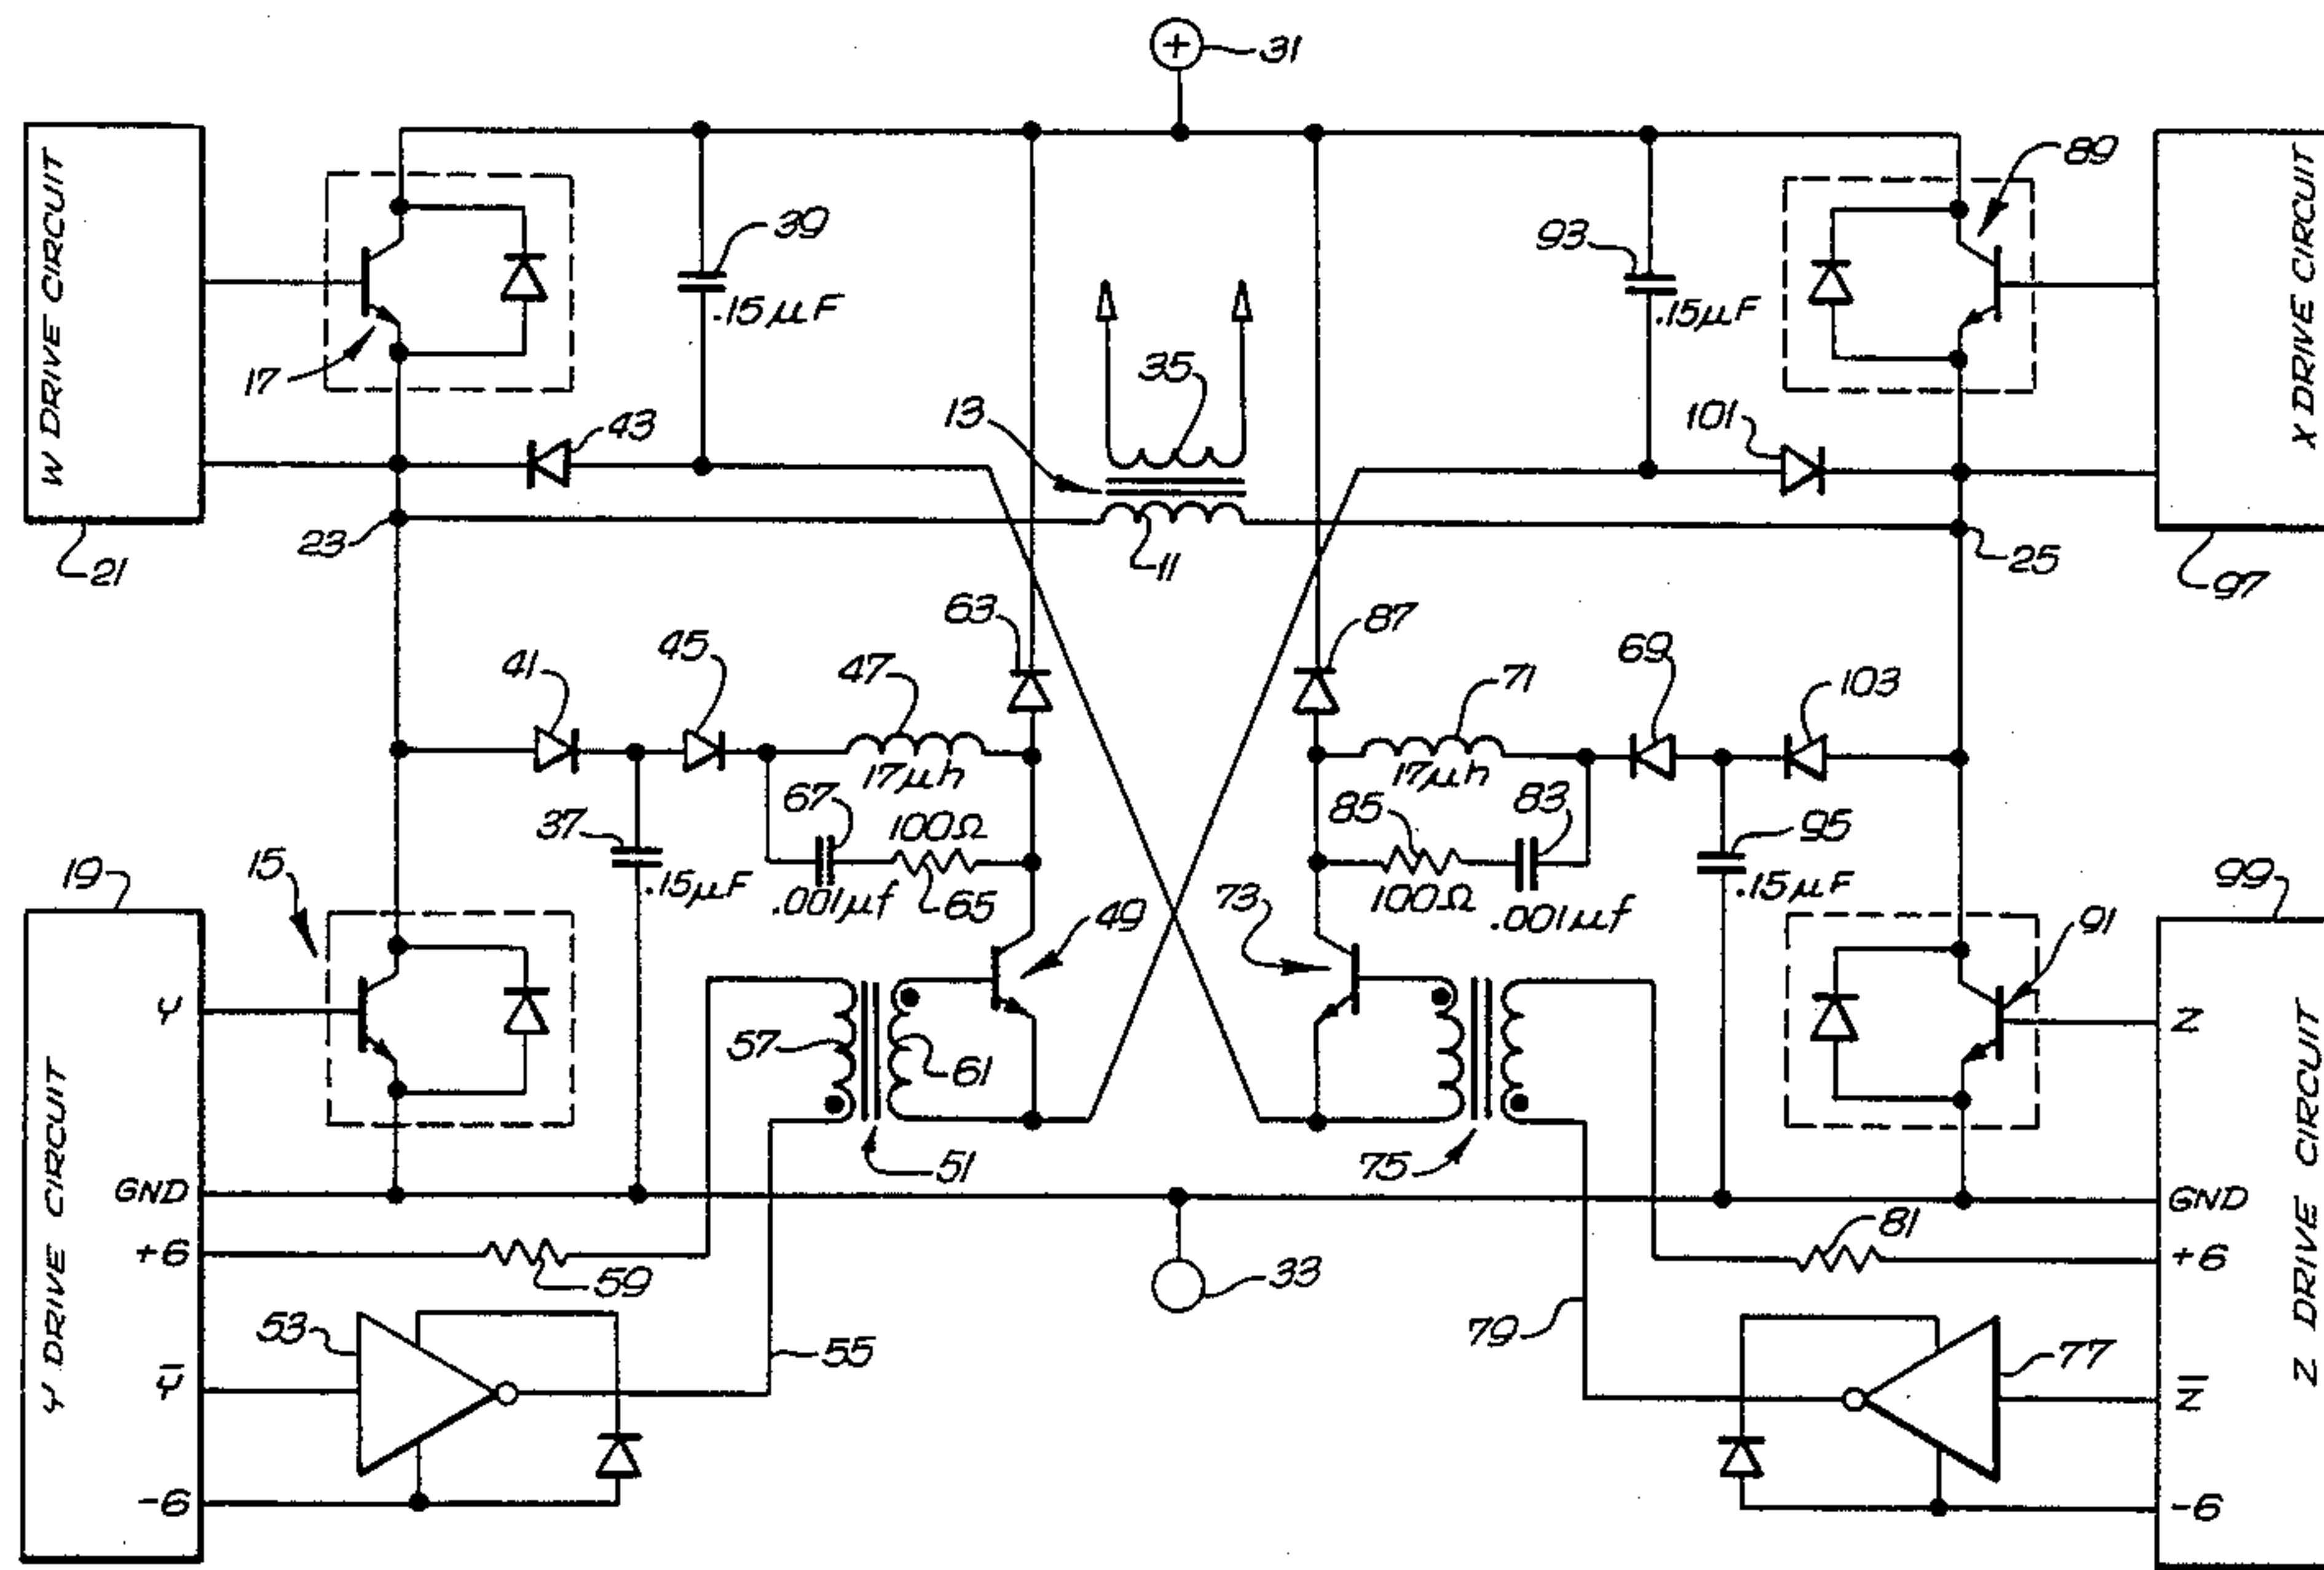 + 31
W DRIVE CIRCUIT
X DRIVE CIRCUIT
89
39
.15µF
93
.15µF
17
35
13
43
101
23
21
11
25
97
63
87
41
45
47
17µh
71
17µh
69
103
67
37
.15µF
100Ω
.001µf
65
85
100Ω
83
.001µf
95
.15µF
19
15
49
73
91
99
Y DRIVE CIRCUIT
Z DRIVE CIRCUIT
Y
57
61
Z
51
75
GND
GND
+6
59
33
81
+6
53
55
79
77
Y̅
Z̅
-6
-6